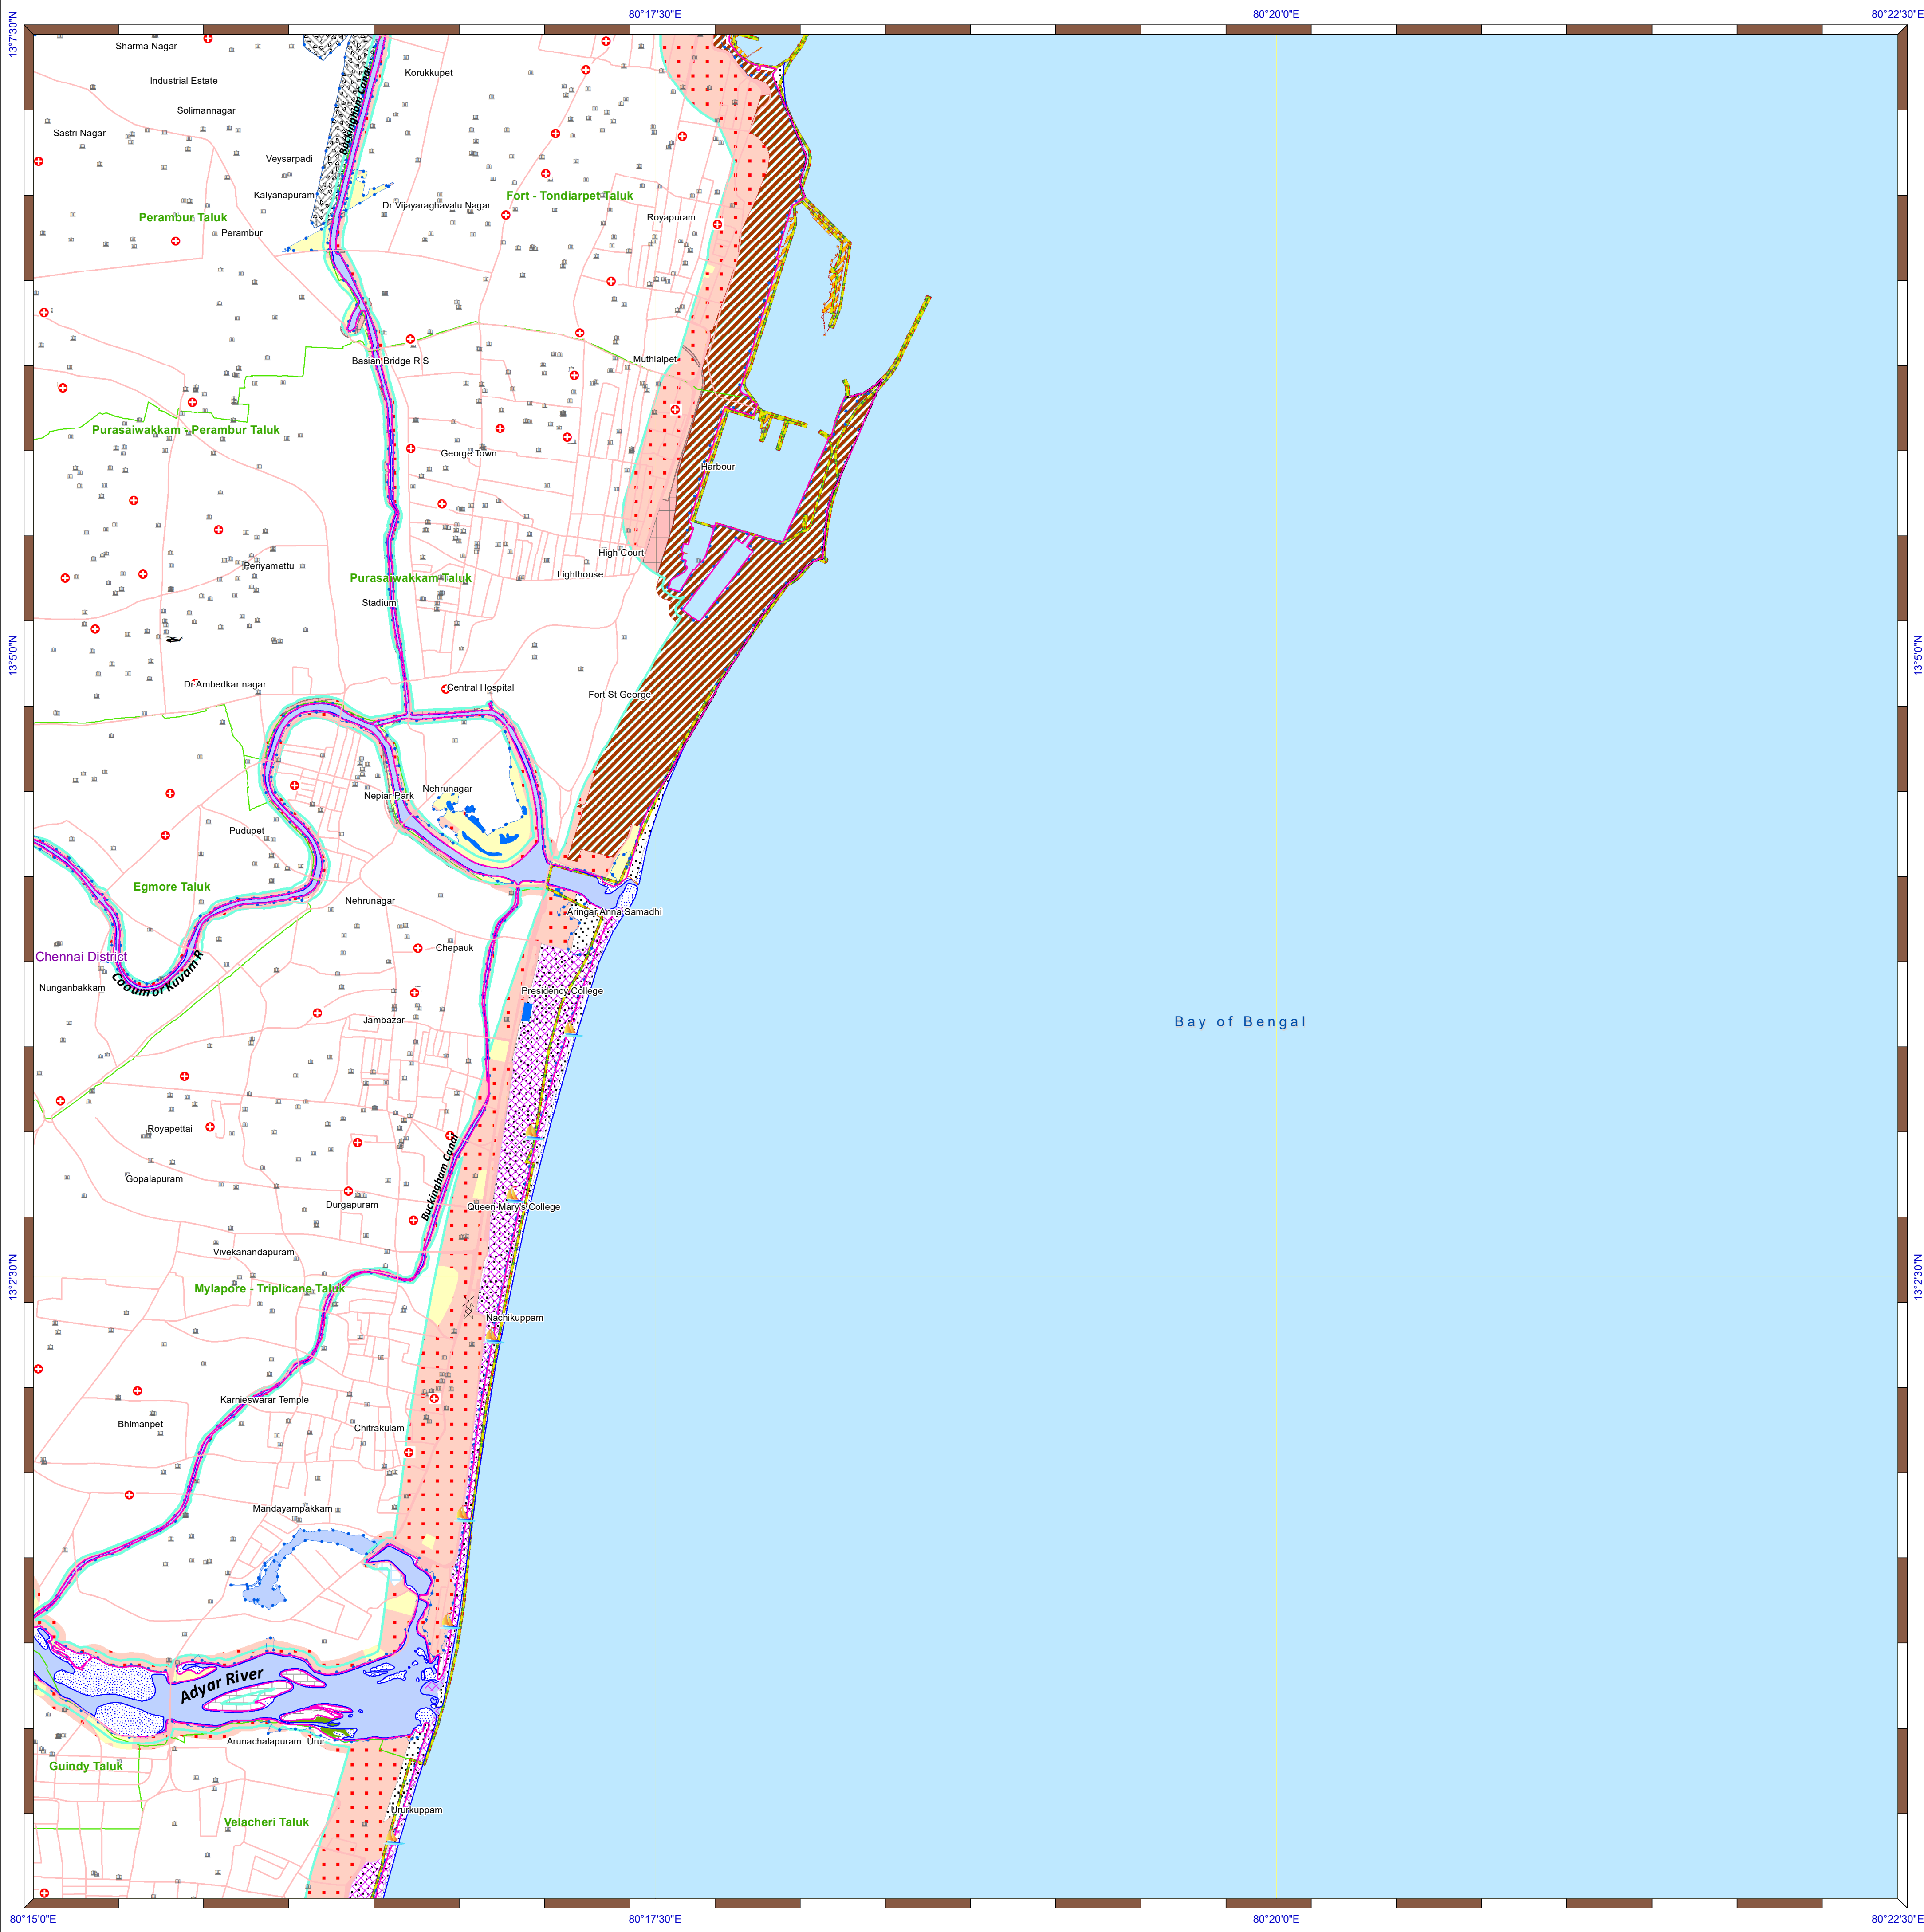 80°17'30"E
80°20'0"E
80°22'30"E
13°7'30"N
Sharma Nagar
Korukkupet
Industrial Estate
Buckingham Canal
Solimannagar
Sastri Nagar
Veysarpadi
Kalyanapuram
Fort - Tondiarpet Taluk
Dr Vijayaraghavalu Nagar
Perambur Taluk
Royapuram
Perambur
Basian Bridge R S
Muthialpet
Purasaiwakkam - Perambur Taluk
George Town
Harbour
High Court
Periyamettu
Lighthouse
Purasaiwakkam Taluk
Stadium
13°5'0"N
13°5'0"N
Dr Ambedkar nagar
Central Hospital
Fort St George
Nehrunagar
Nepiar Park
Pudupet
Egmore Taluk
Nehrunagar
Aringar Anna Samadhi
Chepauk
Chennai District
Cooum or Kuvam R
Nunganbakkam
Presidency College
Jambazar
Bay of Bengal
Royapettai
Buckingham Canal
Gopalapuram
Durgapuram
Queen Mary's College
Vivekanandapuram
13°2'30"N
13°2'30"N
Mylapore - Triplicane Taluk
Nachikuppam
Karnieswarar Temple
Bhimanpet
Chitrakulam
Mandayampakkam
Adyar River
Arunachalapuram
Urur
Guindy Taluk
Ururkuppam
Velacheri Taluk
80°15'0"E
80°17'30"E
80°20'0"E
80°22'30"E